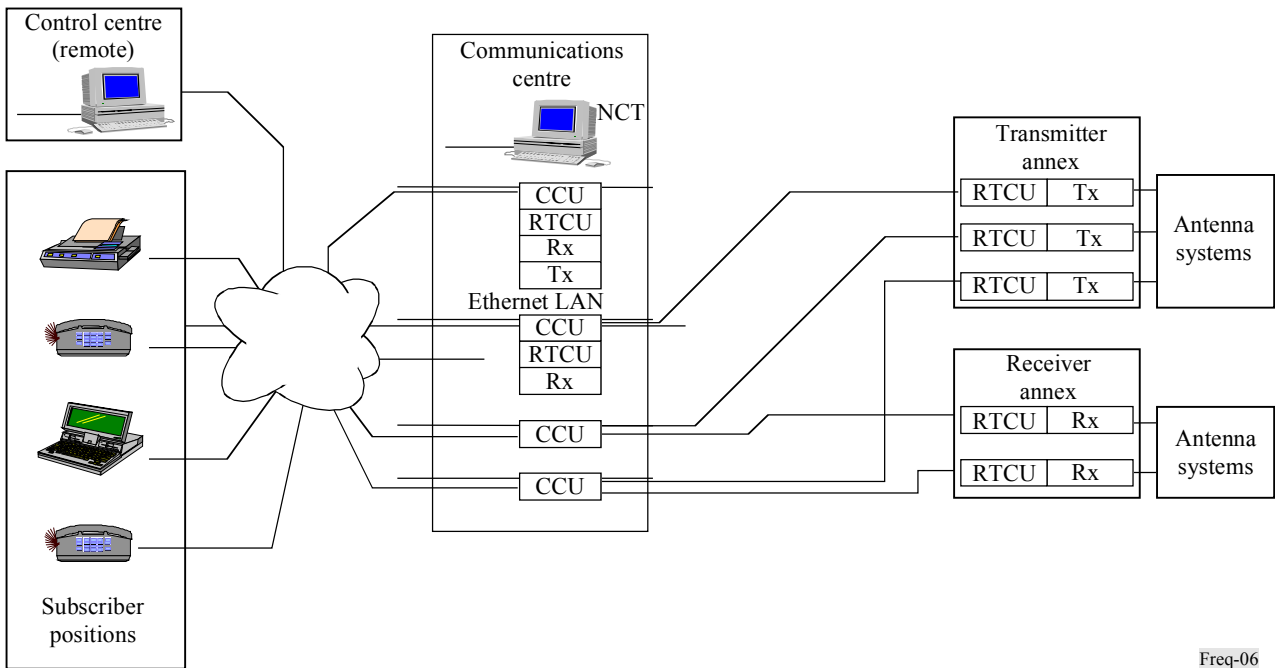 Control centre
(remote)
Communications
centre
NCT
CCU
RTCU
Rx
Tx
Ethernet LAN
CCU
RTCU
Rx
CCU
CCU
Transmitter
annex
RTCU Tx
RTCU Tx
RTCU Tx
Antenna
systems
Receiver
annex
RTCU Rx
RTCU Rx
Antenna
systems
Subscriber
positions
Freq-06